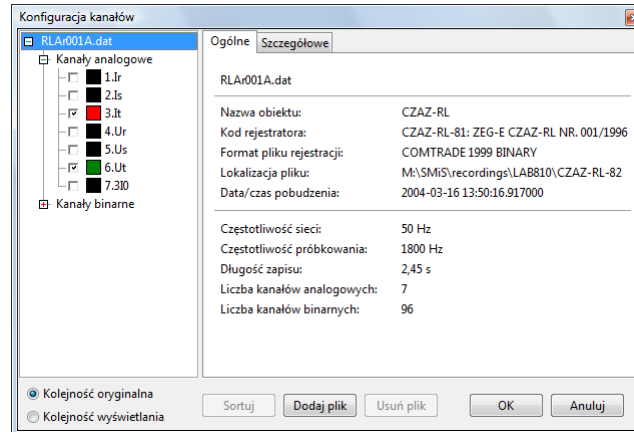 Konfiguracja kanałów
RLAr001A.dat
Kanały analogowe
1.Ir
2.Is
3.It
4.Ur
5.Us
6.Ut
7.3I0
Kanały binarne
Ogólne Szczegółowe
RLAr001A.dat
Nazwa obiektu: CZAZ-RL
Kod rejestratora: CZAZ-RL-81: ZEG-E CZAZ-RL NR. 001/1996
Format pliku rejestracji: COMTRADE 1999 BINARY
Lokalizacja pliku: M:\SMiS\recordings\LAB810\CZAZ-RL-82
Data/czas pobudzenia: 2004-03-16 13:50:16.917000
Częstotliwość sieci: 50 Hz
Częstotliwość próbkowania: 1800 Hz
Długość zapisu: 2,45 s
Liczba kanałów analogowych: 7
Liczba kanałów binarnych: 96
Kolejność oryginalna
Kolejność wyświetlania
Sortuj Dodaj plik Usuń plik OK Anuluj